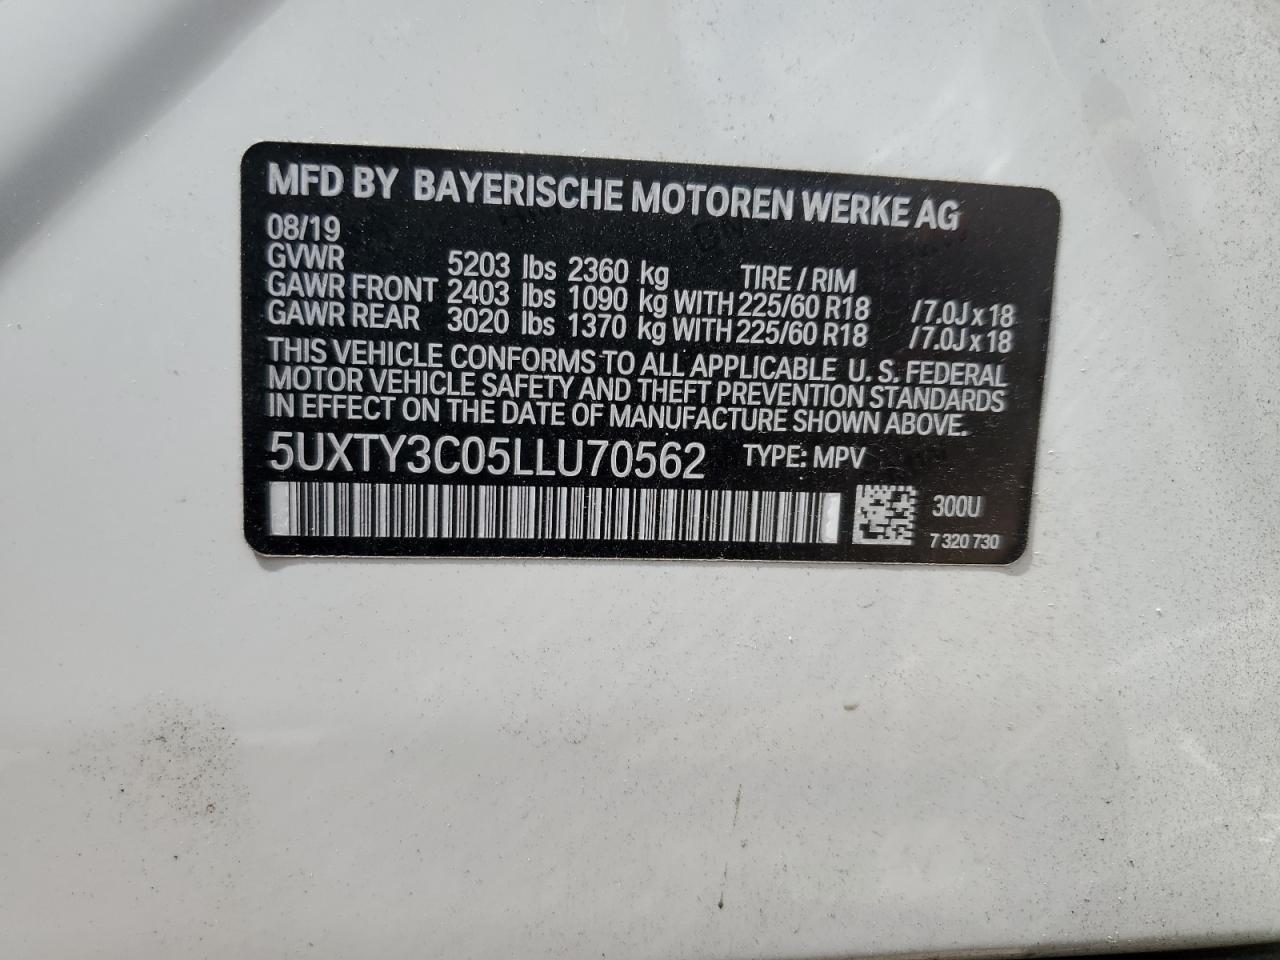 MFD BY BAYERISCHE MOTOREN WERKE AG
08/19
GVWR 5203 lbs 2360 kg TIRE / RIM
GAWR FRONT 2403 lbs 1090 kg WITH 225/60 R18 /7.0J x 18
GAWR REAR 3020 lbs 1370 kg WITH 225/60 R18 /7.0J x 18
THIS VEHICLE CONFORMS TO ALL APPLICABLE U. S. FEDERAL
MOTOR VEHICLE SAFETY AND THEFT PREVENTION STANDARDS
IN EFFECT ON THE DATE OF MANUFACTURE SHOWN ABOVE.
5UXTY3C05LLU70562 TYPE: MPV
300U
7 320 730